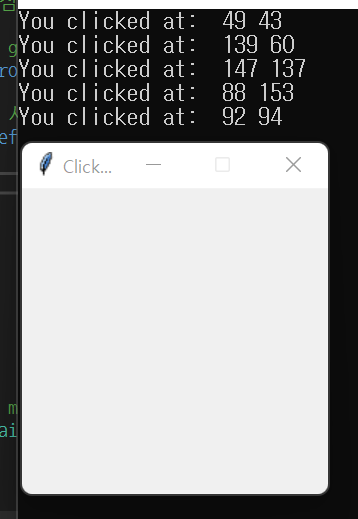 You clicked at:  49 43
You clicked at:  139 60
You clicked at:  147 137
You clicked at:  88 153
You clicked at:  92 94
Click...